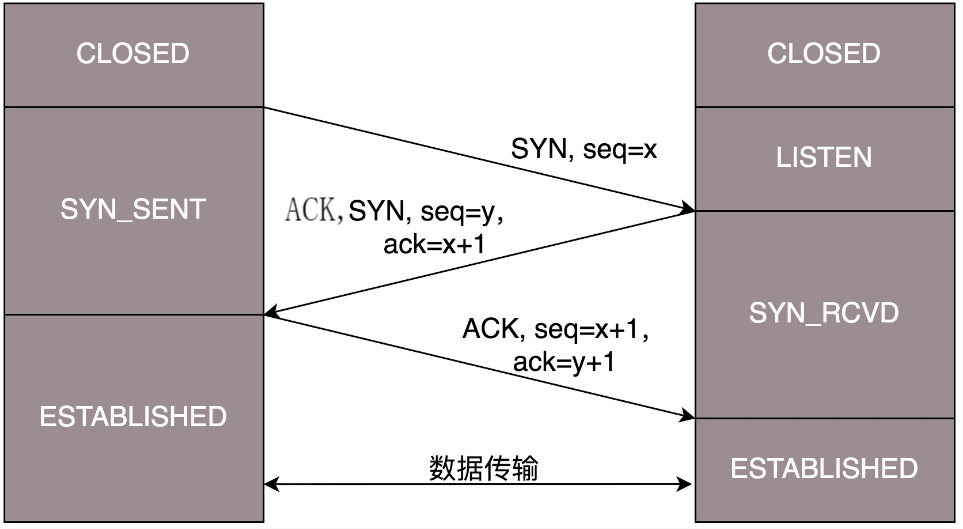 CLOSED
CLOSED
SYN, seq=x
LISTEN
SYN_SENT
ACK,SYN, seq=y,
ack=x+1
SYN_RCVD
ACK, seq=x+1,
ack=y+1
ESTABLISHED
数据传输
ESTABLISHED